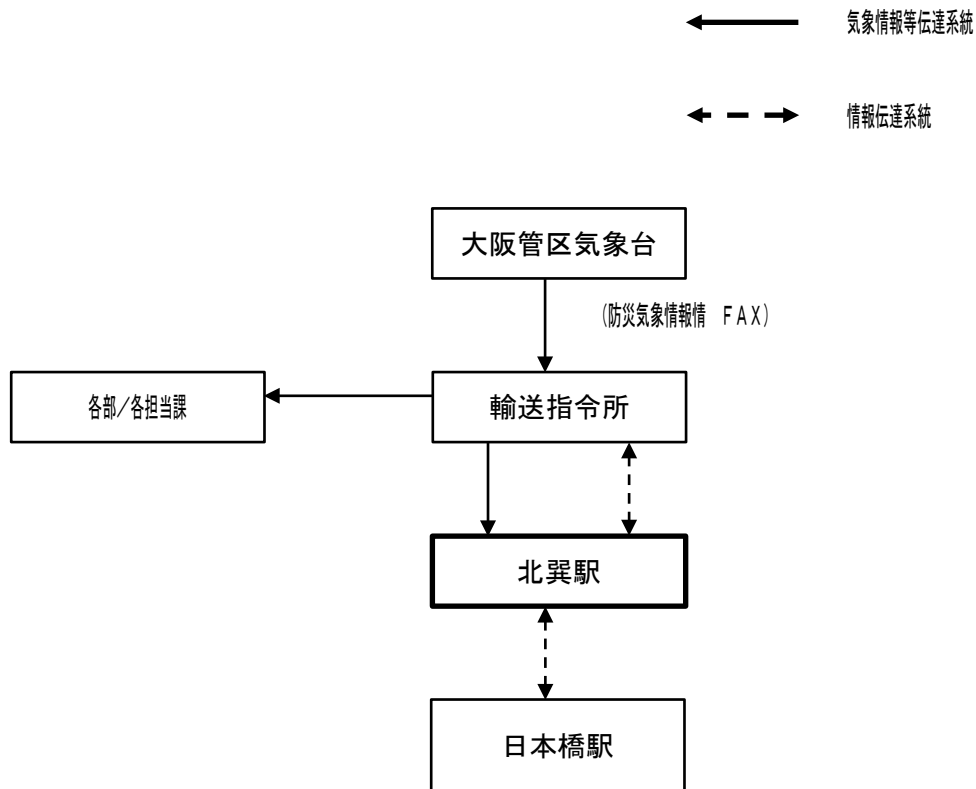 気象情報等伝達系統
情報伝達系統
大阪管区気象台
(防災気象情報情　ＦＡＸ)
各部／各担当課
輸送指令所
北巽駅
日本橋駅